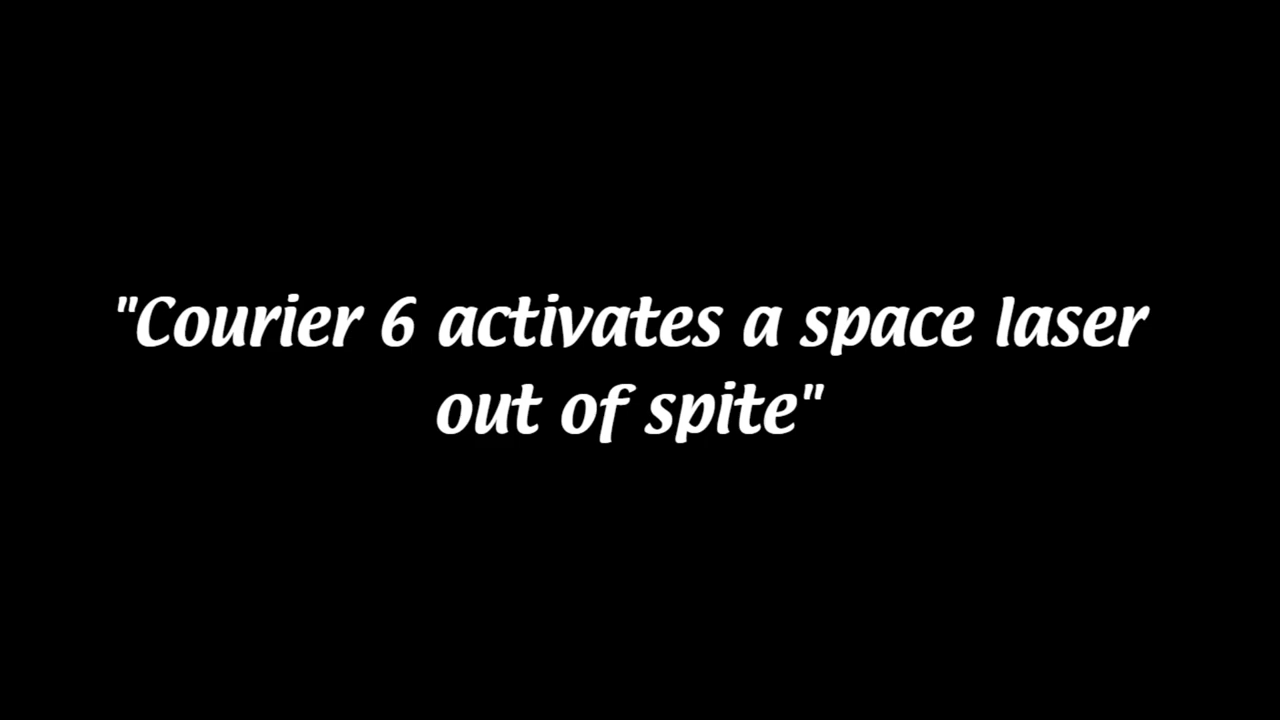 "Courier 6 activates a space laser
out of spite"